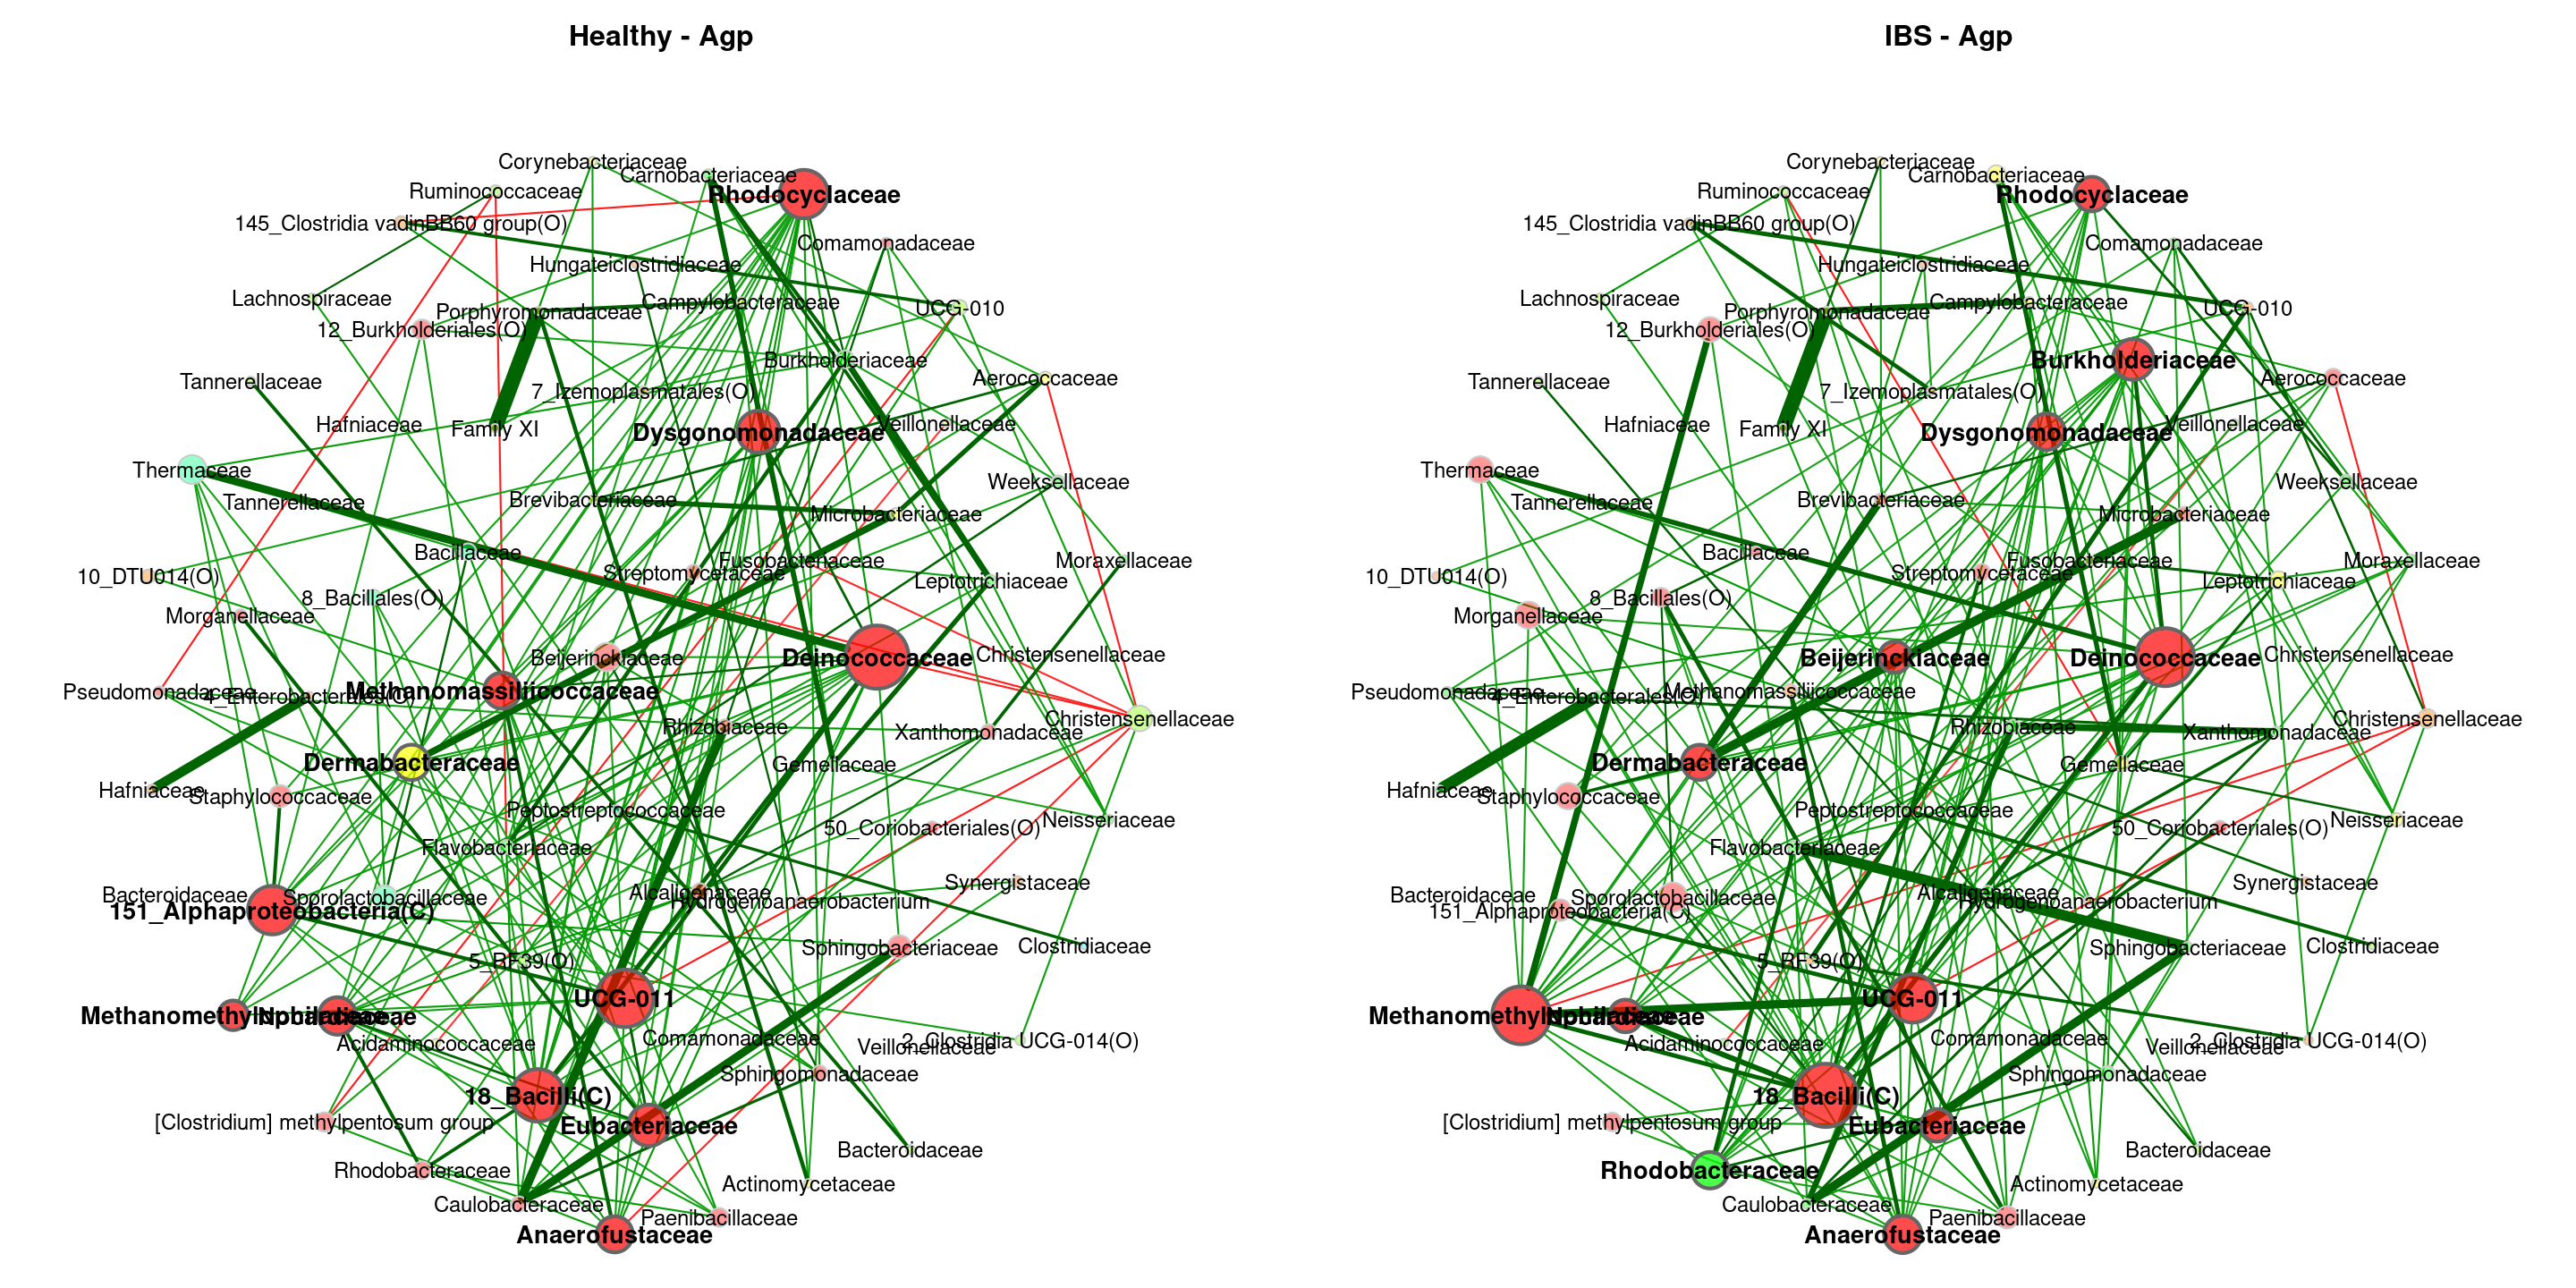 Healthy - Agp
Corynebacteriaceae
Carnobacteriaceae
Ruminococcaceae
Rhodocyclaceae
145_Clostridia vadinBB60 group(O)
Comamonadaceae
Hungateiclostridiaceae
Lachnospiraceae
Campylobacteraceae
UCG-010
Porphyromonadaceae
12_Burkholderiales(O)
Burkholderiaceae
Tannerellaceae
Aerococcaceae
7_Izemoplasmatales(O)
Hafniaceae
Family XI
Dysgonomonadaceae
Veillonellaceae
Thermaceae
Weeksellaceae
Tannerellaceae
Brevibacteriaceae
Microbacteriaceae
Bacillaceae
Fusobacteriaceae
Moraxellaceae
10_DTU014(O)
Streptomycetaceae
Leptotrichiaceae
8_Bacillales(O)
Morganellaceae
Beijerinckiaceae
Deinococcaceae
Christensenellaceae
Pseudomonadaceae
4_Enterobacterales(O)
Methanomassiliicoccaceae
Christensenellaceae
Rhizobiaceae
Xanthomonadaceae
Dermabacteraceae
Gemellaceae
Hafniaceae
Staphylococcaceae
Peptostreptococcaceae
50_Coriobacteriales(O)
Neisseriaceae
Flavobacteriaceae
Synergistaceae
Bacteroidaceae
Sporolactobacillaceae
Alcaligenaceae
Hydrogenoanaerobacterium
151_Alphaproteobacteria(C)
Sphingobacteriaceae
Clostridiaceae
5_RF39(O)
UCG-011
Methanomethylophilaceae
Nocardiaceae
Acidaminococcaceae
Comamonadaceae
Veillonellaceae
2_Clostridia UCG-014(O)
Sphingomonadaceae
18_Bacilli(C)
[Clostridium] methylpentosum group
Eubacteriaceae
Bacteroidaceae
Rhodobacteraceae
Actinomycetaceae
Caulobacteraceae
Paenibacillaceae
Anaerofustaceae
IBS - Agp
Corynebacteriaceae
Carnobacteriaceae
Ruminococcaceae
Rhodocyclaceae
145_Clostridia vadinBB60 group(O)
Comamonadaceae
Hungateiclostridiaceae
Lachnospiraceae
Campylobacteraceae
UCG-010
Porphyromonadaceae
12_Burkholderiales(O)
Burkholderiaceae
Tannerellaceae
Aerococcaceae
7_Izemoplasmatales(O)
Hafniaceae
Family XI
Dysgonomonadaceae
Veillonellaceae
Thermaceae
Weeksellaceae
Tannerellaceae
Brevibacteriaceae
Microbacteriaceae
Bacillaceae
Fusobacteriaceae
Moraxellaceae
10_DTU014(O)
Streptomycetaceae
Leptotrichiaceae
8_Bacillales(O)
Morganellaceae
Beijerinckiaceae
Deinococcaceae
Christensenellaceae
Pseudomonadaceae
4_Enterobacterales(O)
Methanomassiliicoccaceae
Christensenellaceae
Rhizobiaceae
Xanthomonadaceae
Dermabacteraceae
Gemellaceae
Hafniaceae
Staphylococcaceae
Peptostreptococcaceae
50_Coriobacteriales(O)
Neisseriaceae
Flavobacteriaceae
Synergistaceae
Bacteroidaceae
Sporolactobacillaceae
Alcaligenaceae
Hydrogenoanaerobacterium
151_Alphaproteobacteria(C)
Sphingobacteriaceae
Clostridiaceae
5_RF39(O)
UCG-011
Methanomethylophilaceae
Nocardiaceae
Acidaminococcaceae
Comamonadaceae
Veillonellaceae
2_Clostridia UCG-014(O)
Sphingomonadaceae
18_Bacilli(C)
[Clostridium] methylpentosum group
Eubacteriaceae
Bacteroidaceae
Rhodobacteraceae
Actinomycetaceae
Caulobacteraceae
Paenibacillaceae
Anaerofustaceae